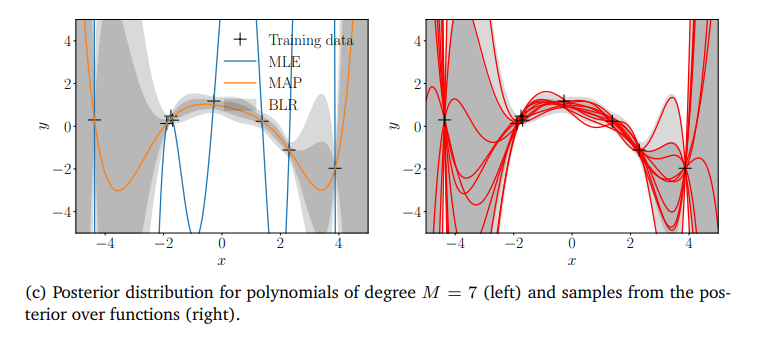 4
2
0
−2
−4
y
−4
−2
0
2
4
x
Training data
MLE
MAP
BLR
4
2
0
−2
−4
y
−4
−2
0
2
4
x
(c) Posterior distribution for polynomials of degree M = 7 (left) and samples from the pos-
terior over functions (right).